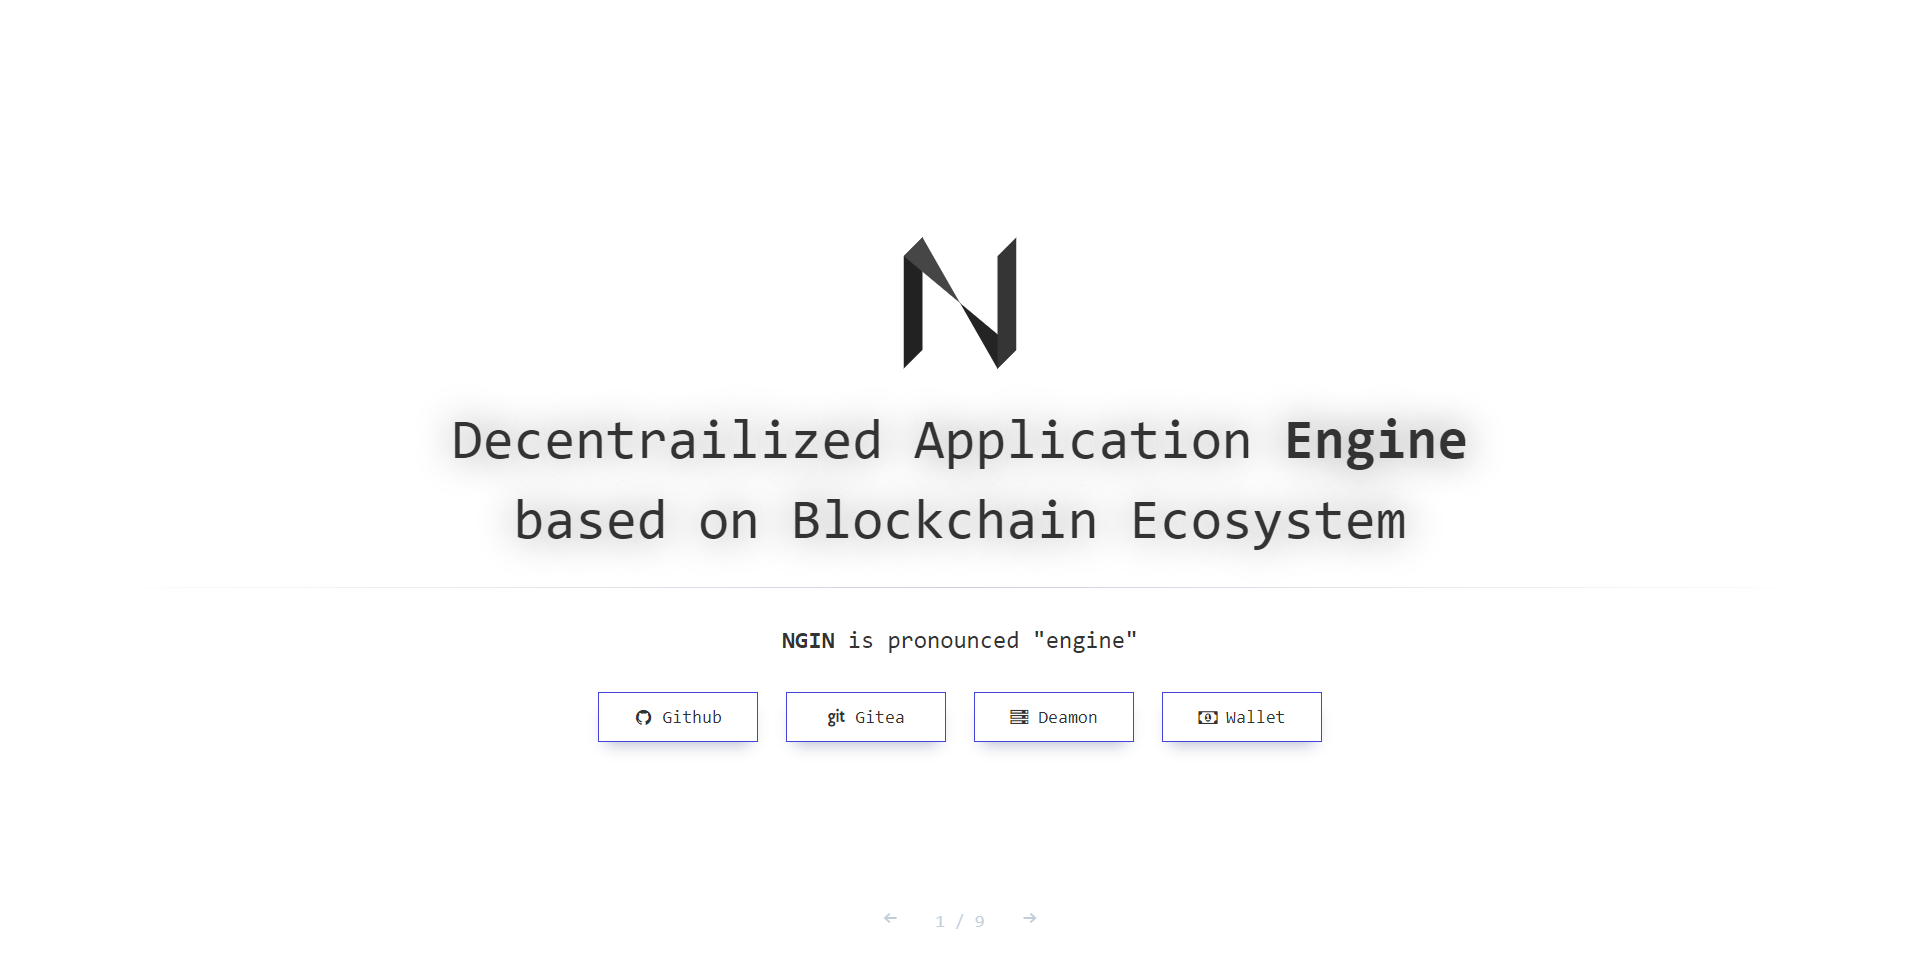 N
Decentrailized Application Engine
based on Blockchain Ecosystem
NGIN is pronounced "engine"
Github
git Gitea
Deamon
Wallet
1 / 9